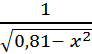 1
√0,81− x²